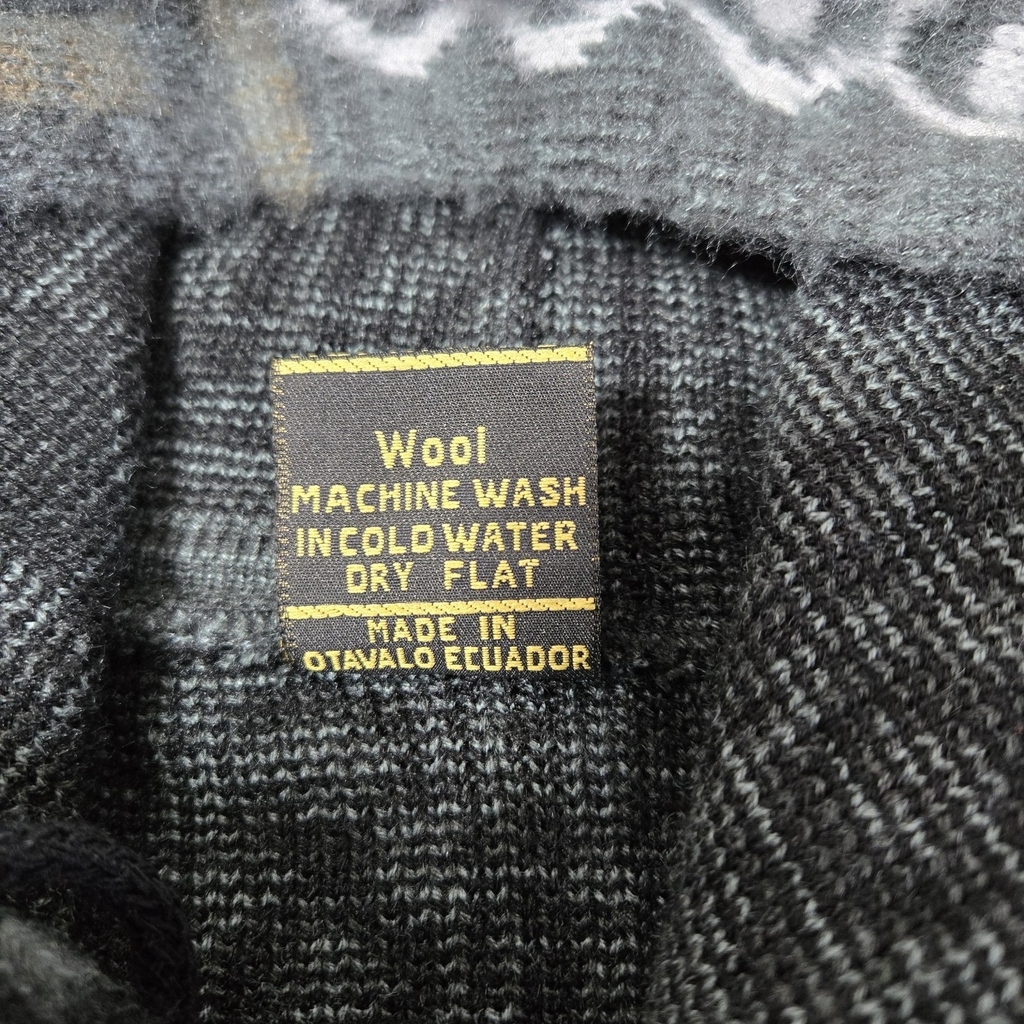 Wool
MACHINE WASH
IN COLD WATER
DRY FLAT
MADE IN
OTAVALO ECUADOR